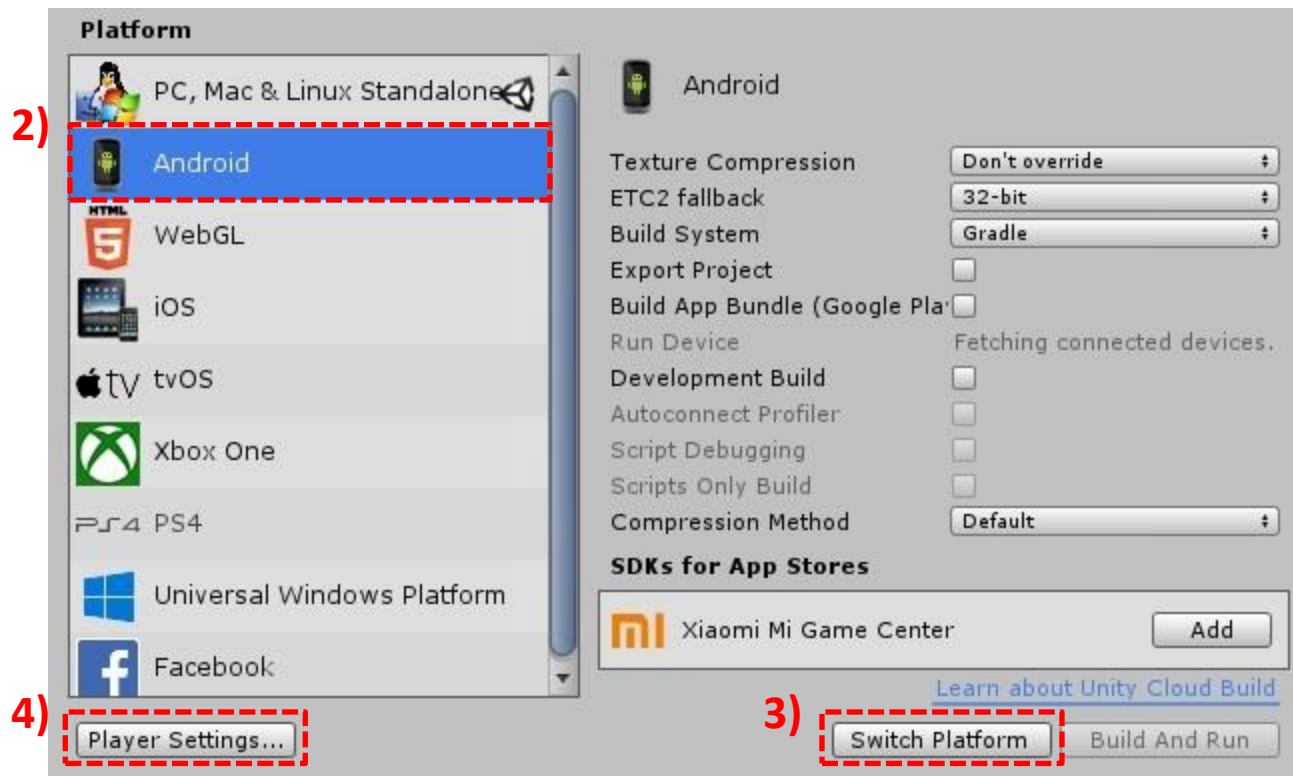 Platform
PC, Mac & Linux Standalone
2)
Android
HTML
5
WebGL
iOS
tv tvOS
Xbox One
PS4 PS4
Universal Windows Platform
f Facebook
4)
Player Settings...
Android
Texture Compression Don't override
ETC2 fallback 32-bit
Build System Gradle
Export Project
Build App Bundle (Google Pla
Run Device Fetching connected devices.
Development Build
Autoconnect Profiler
Script Debugging
Scripts Only Build
Compression Method Default
SDKs for App Stores
mi Xiaomi Mi Game Center Add
Learn about Unity Cloud Build
3)
Switch Platform Build And Run